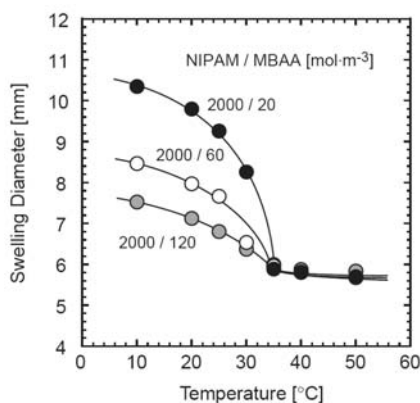 12
11
10
9
8
7
6
5
4
Swelling Diameter [mm]
NIPAM / MBAA [mol·m-3]
2000 / 20
2000 / 60
2000 / 120
0 10 20 30 40 50 60
Temperature [°C]